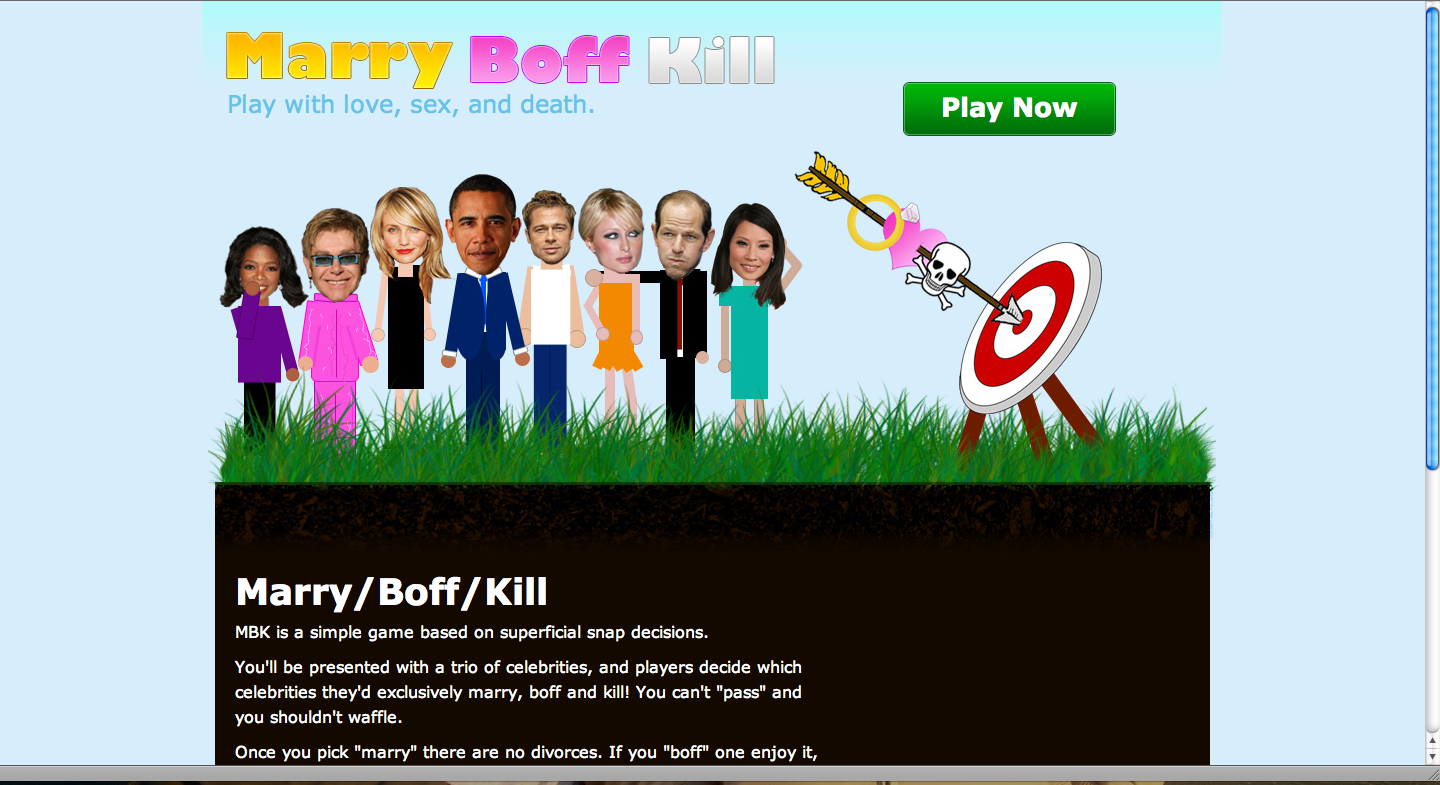 Marry Boff Kill
Play with love, sex, and death.
Play Now
Marry/Boff/Kill
MBK is a simple game based on superficial snap decisions.
You'll be presented with a trio of celebrities, and players decide which
celebrities they'd exclusively marry, boff and kill! You can't "pass" and
you shouldn't waffle.
Once you pick "marry" there are no divorces. If you "boff" one enjoy it,